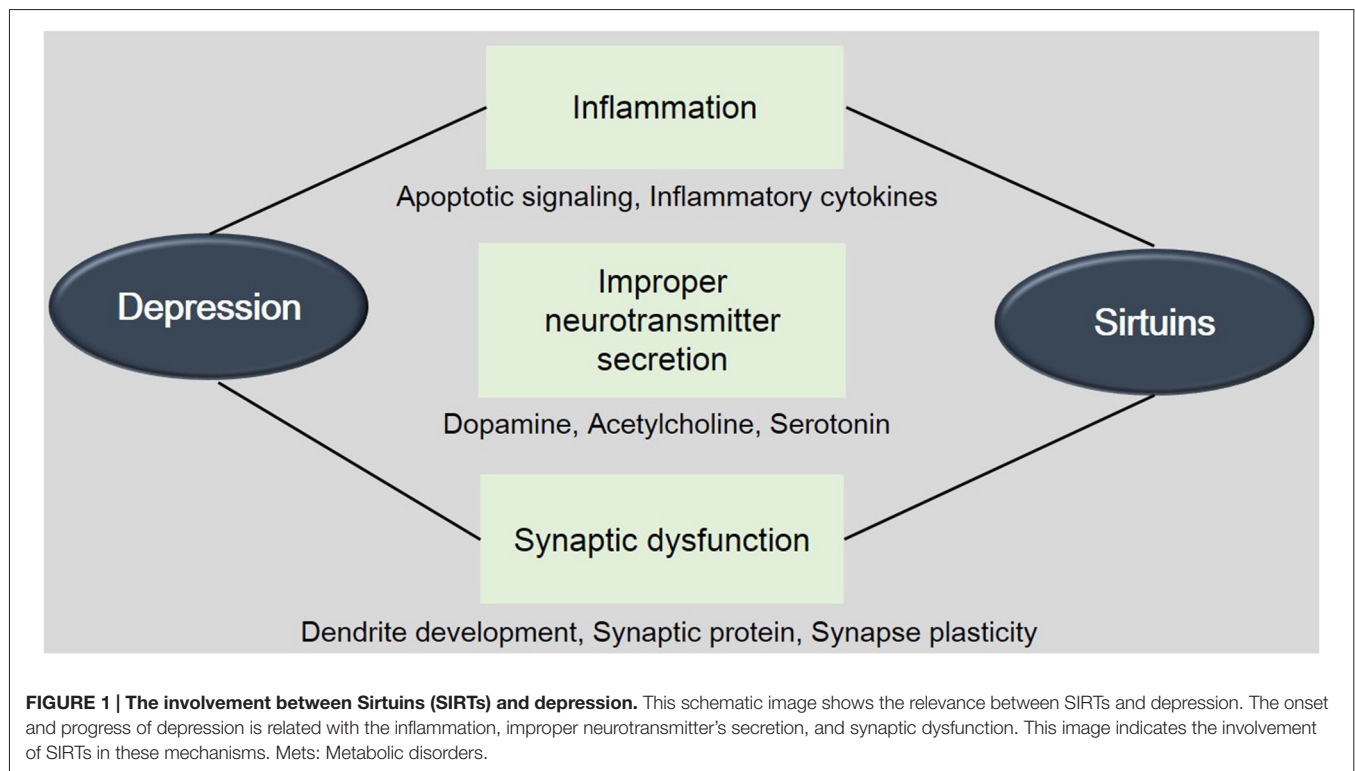 Inflammation
Apoptotic signaling, Inflammatory cytokines
Depression
Improper
neurotransmitter
secretion
Sirtuins
Dopamine, Acetylcholine, Serotonin
Synaptic dysfunction
Dendrite development, Synaptic protein, Synapse plasticity
FIGURE 1 | The involvement between Sirtuins (SIRTs) and depression. This schematic image shows the relevance between SIRTs and depression. The onset
and progress of depression is related with the inflammation, improper neurotransmitter's secretion, and synaptic dysfunction. This image indicates the involvement
of SIRTs in these mechanisms. Mets: Metabolic disorders.